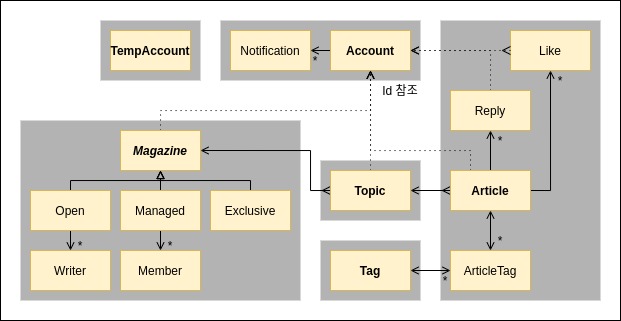 TempAccount
Notification
*
Account
Like
*
Id 참조
Reply
*
Magazine
Open
Managed
Exclusive
Topic
Article
*
*
*
Writer
Member
Tag
*
ArticleTag